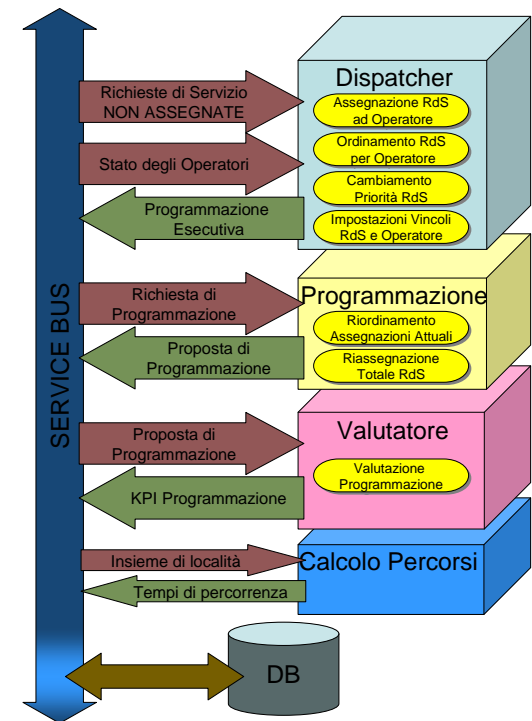 SERVICE BUS
Richieste di Servizio
NON ASSEGNATE
Stato degli Operatori
Programmazione
Esecutiva
Dispatcher
Assegnazione RdS
ad Operatore
Ordinamento RdS
per Operatore
Cambiamento
Priorità RdS
Impostazioni Vincoli
RdS e Operatore
Richiesta di
Programmazione
Proposta di
Programmazione
Programmazione
Riordinamento
Assegnazioni Attuali
Riassegnazione
Totale RdS
Proposta di
Programmazione
KPI Programmazione
Valutatore
Valutazione
Programmazione
Insieme di località
Tempi di percorrenza
Calcolo Percorsi
DB